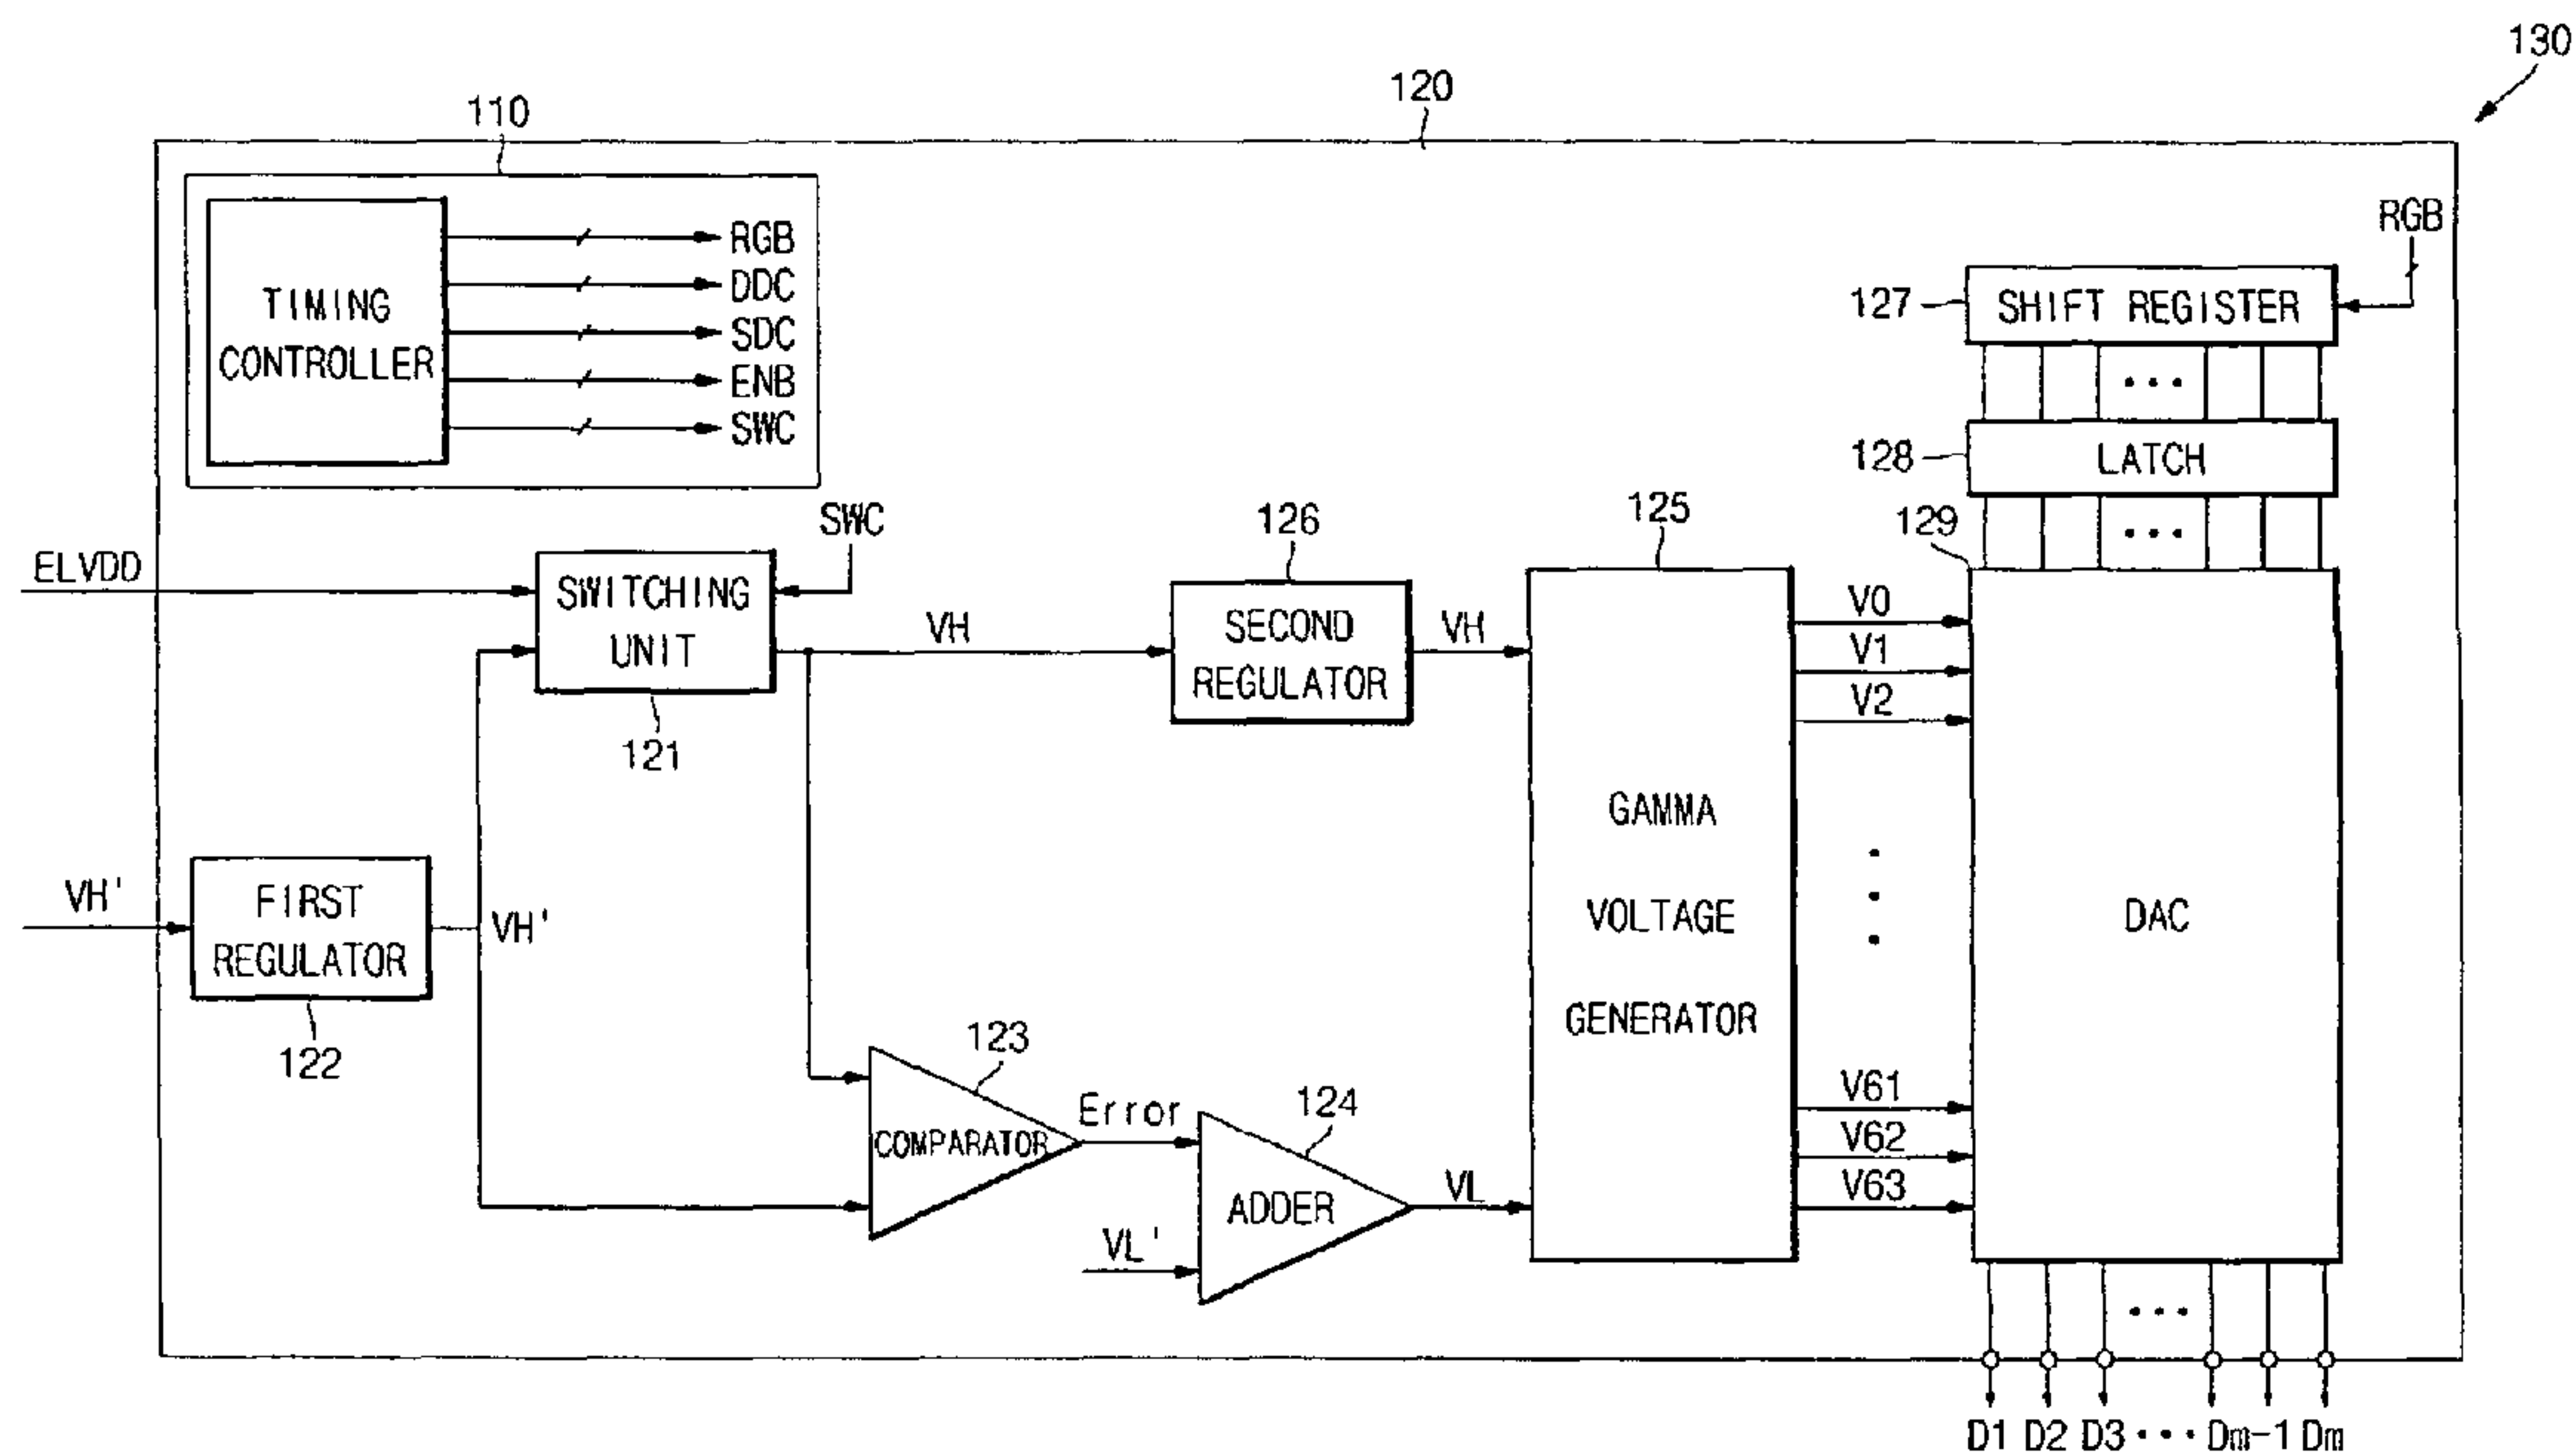 130
110
120
TIMING
CONTROLLER
RGB
DDC
SDC
ENB
SWC
RGB
127
SHIFT REGISTER
• • •
128
LATCH
• • •
ELVDD
SWC
SWITCHING
UNIT
121
VH
126
SECOND
REGULATOR
VH
125
GAMMA
VOLTAGE
GENERATOR
129
V0
V1
V2
V61
V62
V63
DAC
VH'
FIRST
REGULATOR
122
VH'
123
COMPARATOR
Error
124
ADDER
VL'
VL
• • •
D1 D2 D3 • • • Dm-1 Dm